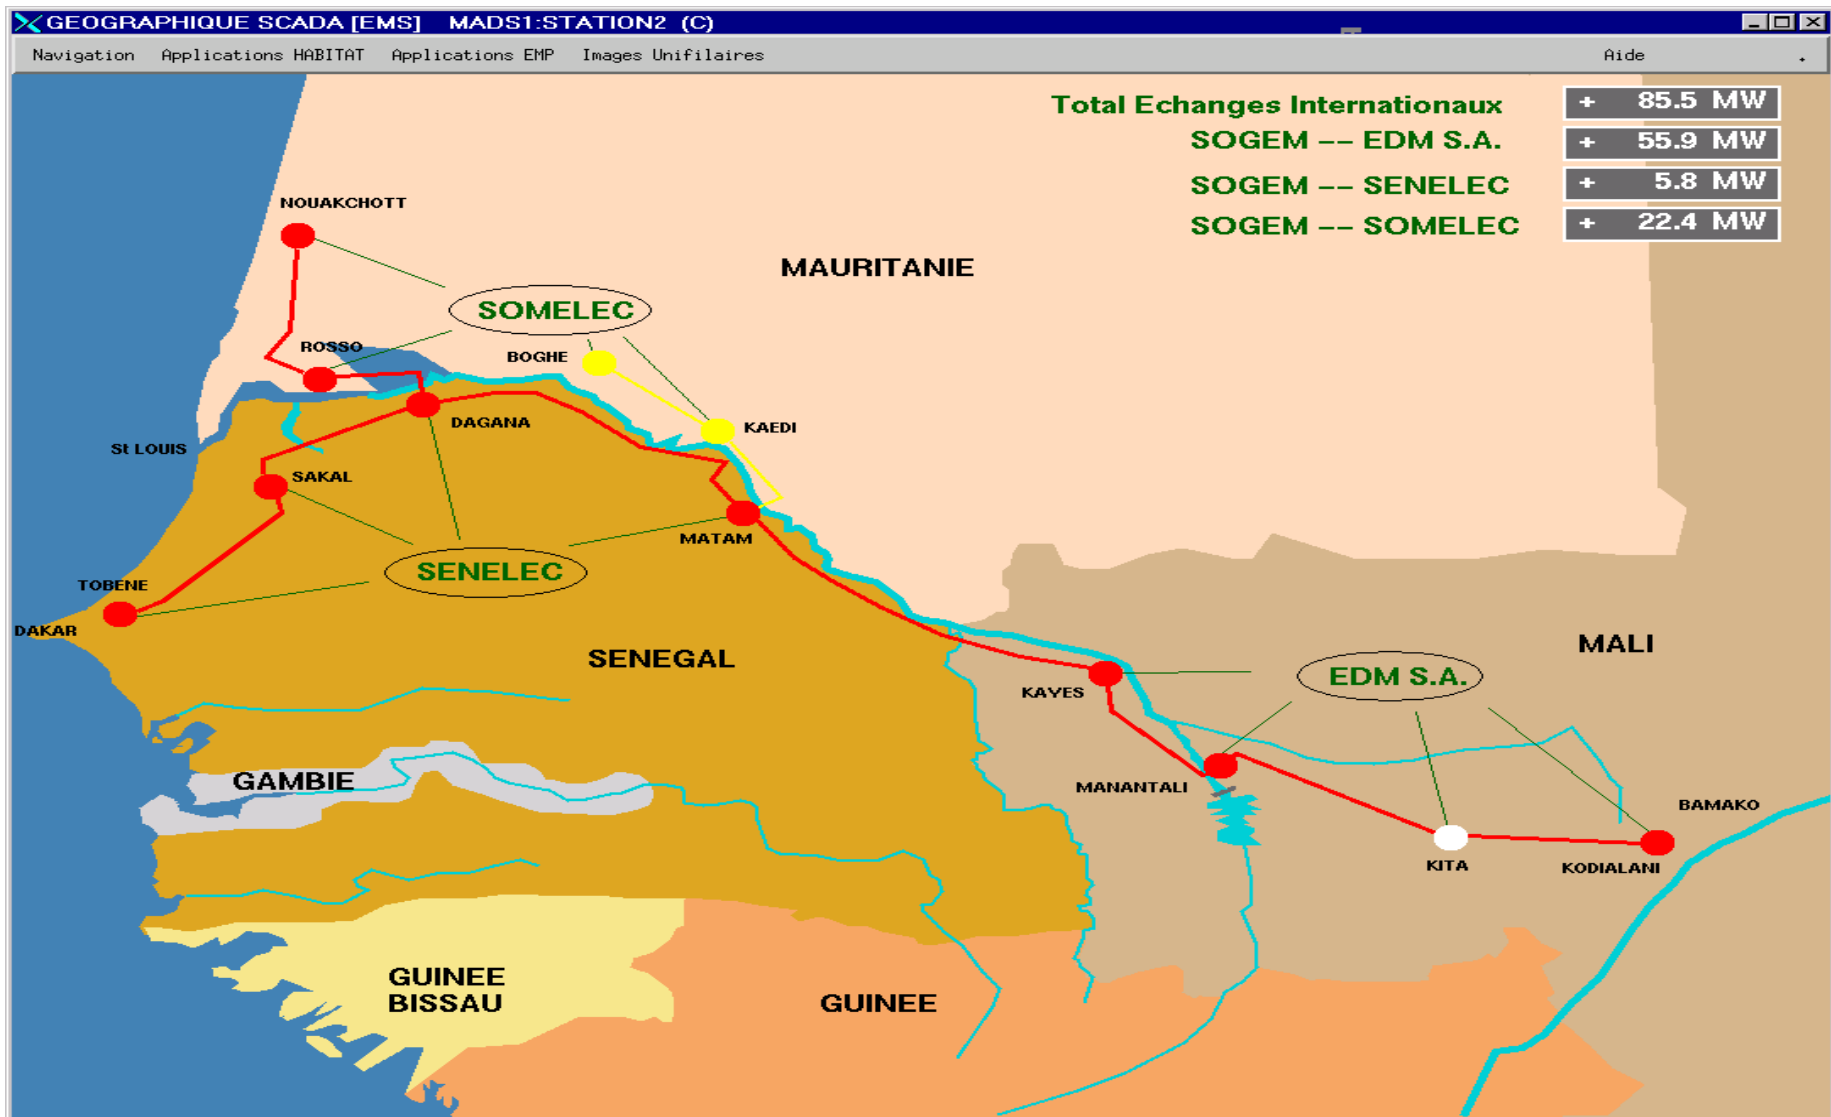 GEOGRAPHIQUE SCADA [EMS] MADS1:STATION2 (C)
Navigation Applications HABITAT Applications EMP Images Unifilaires Aide
Total Echanges Internationaux + 85.5 MW
SOGEM -- EDM S.A. + 55.9 MW
SOGEM -- SENELEC + 5.8 MW
SOGEM -- SOMELEC + 22.4 MW
NOUAKCHOTT
MAURITANIE
SOMELEC
ROSSO
BOGHE
DAGANA
KAEDI
St LOUIS
SAKAL
MATAM
SENELEC
TOBENE
DAKAR
SENEGAL
MALI
EDM S.A.
KAYES
GAMBIE
MANANTALI
BAMAKO
KITA
KODIALANI
GUINEE
BISSAU
GUINEE